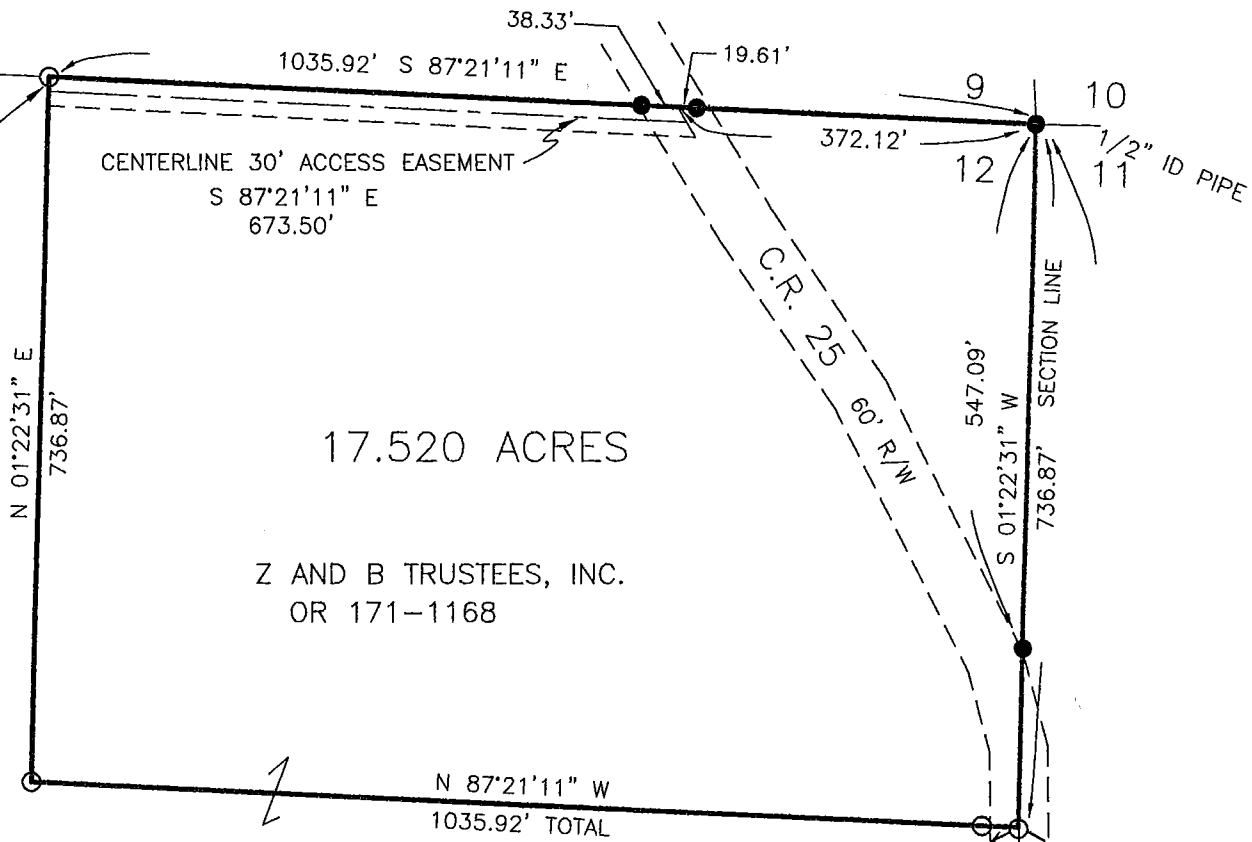 38.33'
19.61'
1035.92' S 87°21'11" E
9
10
372.12'
1/2" ID PIPE
12
11
CENTERLINE 30' ACCESS EASEMENT
S 87°21'11" E
673.50'
C.R. 25 60' R/W
SECTION LINE
547.09'
S 01°22'31" W
736.87'
N 01°22'31" E
736.87'
17.520 ACRES
Z AND B TRUSTEES, INC.
OR 171-1168
N 87°21'11" W
1035.92' TOTAL